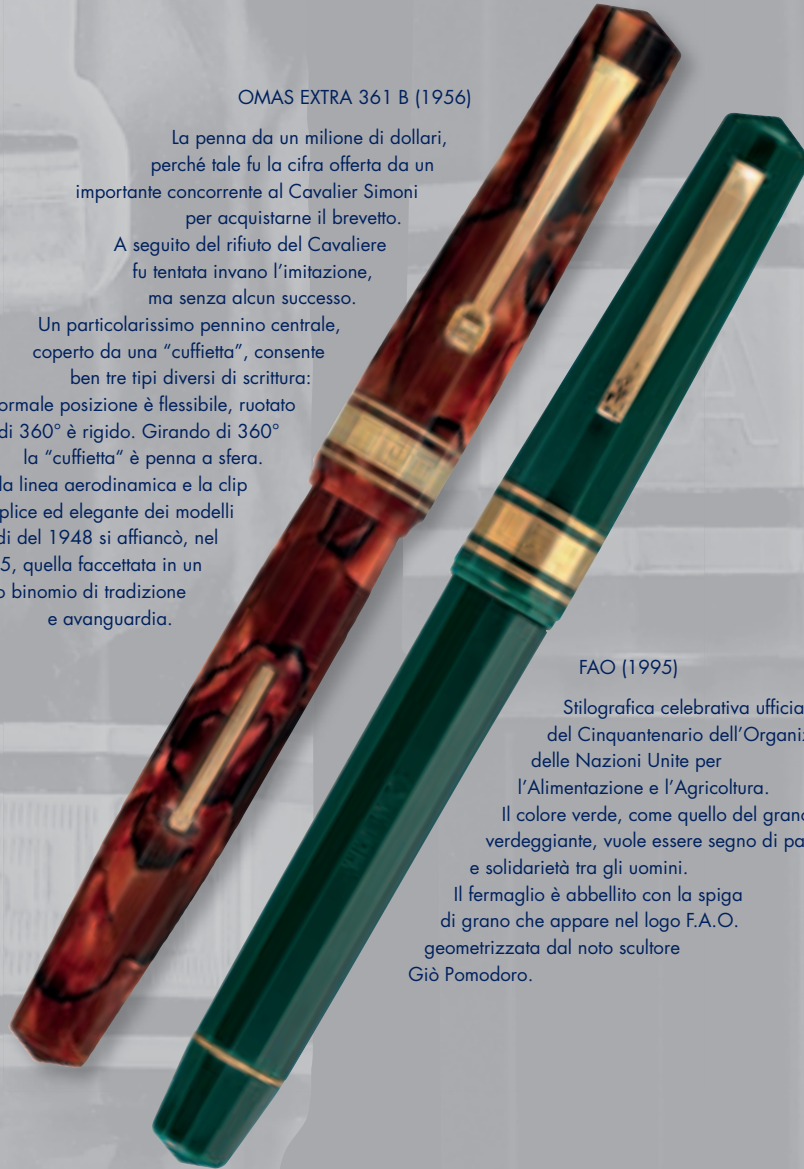 OMAS EXTRA 361 B (1956)
La penna da un milione di dollari,
perché tale fu la cifra offerta da un
importante concorrente al Cavalier Simoni
per acquistarne il brevetto.
A seguito del rifiuto del Cavaliere
fu tentata invano l’imitazione,
ma senza alcun successo.
Un particolarissimo pennino centrale,
coperto da una “cuffietta”, consente
ben tre tipi diversi di scrittura:
ormale posizione è flessibile, ruotato
di 360° è rigido. Girando di 360°
la “cuffietta“ è penna a sfera.
la linea aerodinamica e la clip
plice ed elegante dei modelli
di del 1948 si affiancò, nel
5, quella faccettata in un
o binomio di tradizione
e avanguardia.
FAO (1995)
Stilografica celebrativa ufficia
del Cinquantenario dell’Organiz
delle Nazioni Unite per
l’Alimentazione e l’Agricoltura.
Il colore verde, come quello del grano
verdeggiante, vuole essere segno di pa
e solidarietà tra gli uomini.
Il fermaglio è abbellito con la spiga
di grano che appare nel logo F.A.O.
geometrizzata dal noto scultore
Giò Pomodoro.